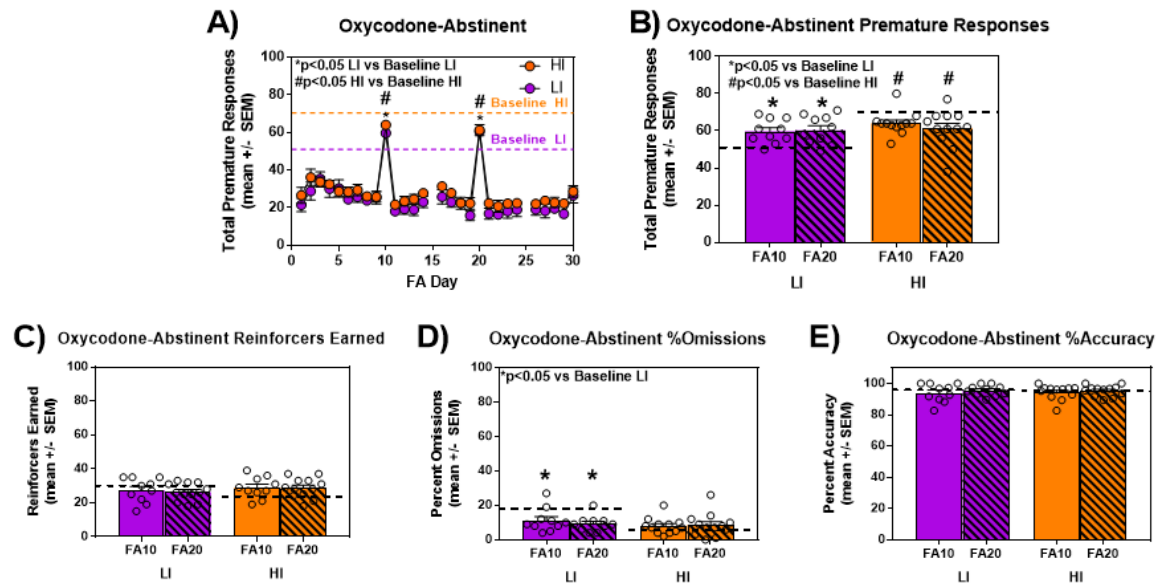 A)
Oxycodone-Abstinent
*p<0.05 LI vs Baseline LI
#p<0.05 HI vs Baseline HI
HI
LI
Baseline HI
Baseline LI
#
*
#
*
Total Premature Responses
(mean +/- SEM)
100
80
60
40
20
0
0 5 10 15 20 25 30
FA Day
B)
Oxycodone-Abstinent Premature Responses
*p<0.05 LI vs Baseline LI
#p<0.05 HI vs Baseline HI
* * # #
Total Premature Responses
(mean +/- SEM)
100
80
60
40
20
0
FA10 FA20 FA10 FA20
LI HI
C)
Oxycodone-Abstinent Reinforcers Earned
Reinforcers Earned
(mean +/- SEM)
100
80
60
40
20
0
FA10 FA20 FA10 FA20
LI HI
D)
Oxycodone-Abstinent %Omissions
*p<0.05 vs Baseline LI
* *
Percent Omissions
(mean +/- SEM)
100
80
60
40
20
0
FA10 FA20 FA10 FA20
LI HI
E)
Oxycodone-Abstinent %Accuracy
Percent Accuracy
(mean +/- SEM)
100
80
60
40
20
0
FA10 FA20 FA10 FA20
LI HI